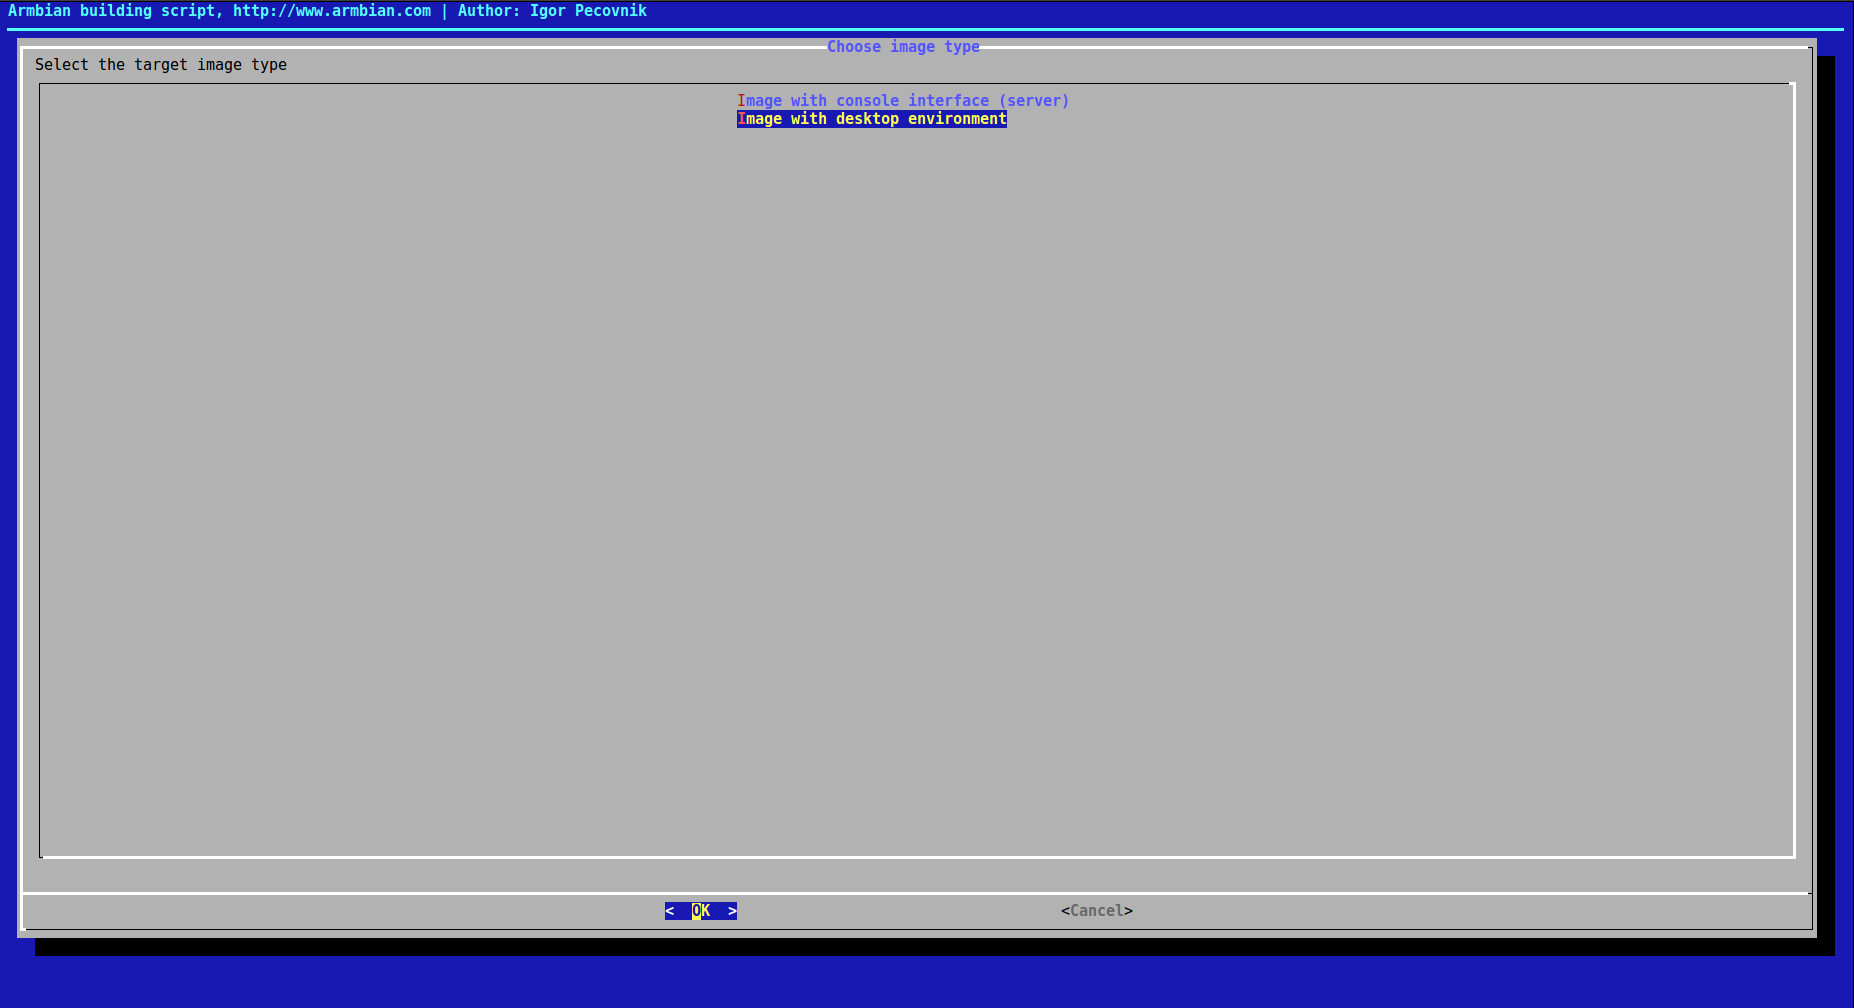 Armbian building script, http://www.armbian.com | Author: Igor Pecovnik
Choose image type
Select the target image type
Image with console interface (server)
Image with desktop environment
<  OK  > <Cancel>